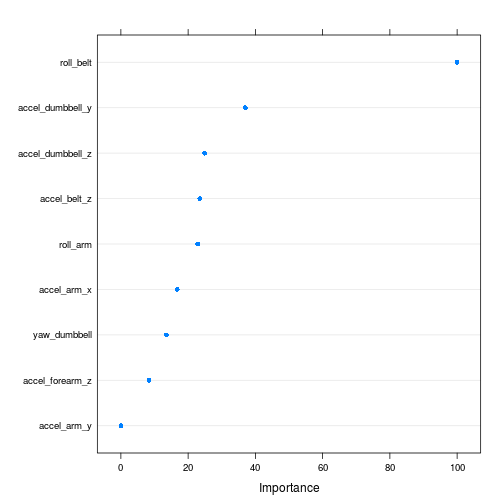 roll_belt
accel_dumbbell_y
accel_dumbbell_z
accel_belt_z
roll_arm
accel_arm_x
yaw_dumbbell
accel_forearm_z
accel_arm_y
0 20 40 60 80 100
Importance